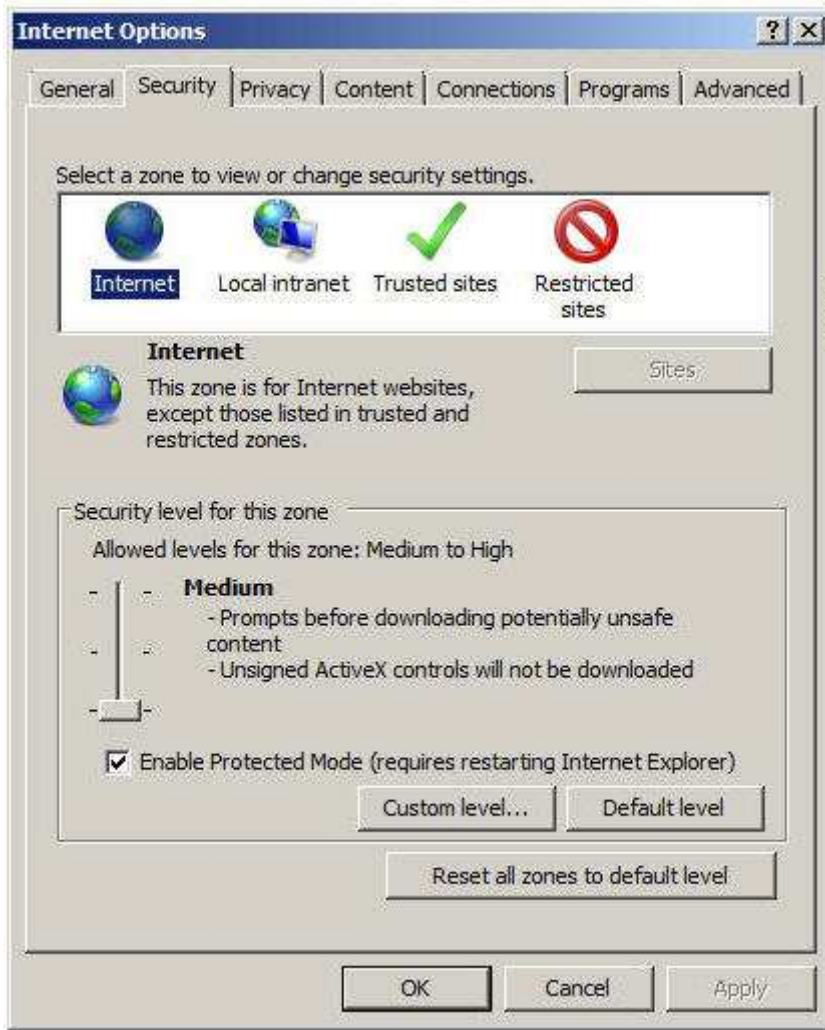 Internet Options
General Security Privacy Content Connections Programs Advanced
Select a zone to view or change security settings.
Internet Local intranet Trusted sites Restricted
sites
Internet
Sites
This zone is for Internet websites,
except those listed in trusted and
restricted zones.
Security level for this zone
Allowed levels for this zone: Medium to High
Medium
- Prompts before downloading potentially unsafe
content
- Unsigned ActiveX controls will not be downloaded
Enable Protected Mode (requires restarting Internet Explorer)
Custom level... Default level
Reset all zones to default level
OK Cancel Apply